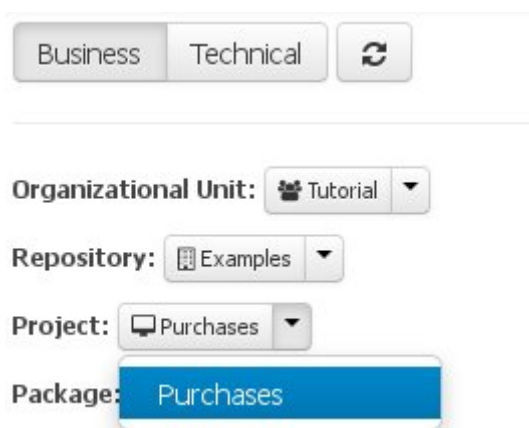 Business Technical
Organizational Unit: Tutorial
Repository: Examples
Project: Purchases
Package: Purchases